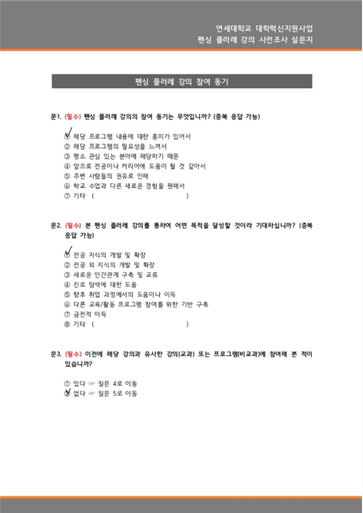 연세대학교 대학혁신지원사업
펜싱 플러레 강의 사전조사 설문지
펜싱 플러레 강의 참여 동기
문1. (필수) 펜싱 플러레 강의의 참여 동기는 무엇입니까? (중복 응답 가능)
① 해당 프로그램 내용에 대한 흥미가 있어서
② 해당 프로그램의 필요성을 느껴서
③ 평소 관심 있는 분야에 해당하기 때문
④ 앞으로 전공이나 커리어에 도움이 될 것 같아서
⑤ 주변 사람들의 권유로 인해
⑥ 학교 수업과 다른 새로운 경험을 원해서
⑦ 기타 ( )
문2. (필수) 본 펜싱 플러레 강의를 통하여 어떤 목적을 달성할 것이라 기대하십니까? (중복
응답 가능)
① 전공 지식의 개발 및 확장
② 전공 외 지식의 개발 및 확장
③ 새로운 인간관계 구축 및 교류
④ 진로 탐색에 대한 도움
⑤ 향후 취업 과정에서의 도움이나 이득
⑥ 다른 교육/활동 프로그램 참여를 위한 기반 구축
⑦ 금전적 이득
⑧ 기타 ( )
문3. (필수) 이전에 해당 강의와 유사한 강의(교과) 또는 프로그램(비교과)에 참여해 본 적이
있습니까?
① 있다 ☞ 질문 4로 이동
② 없다 ☞ 질문 5로 이동